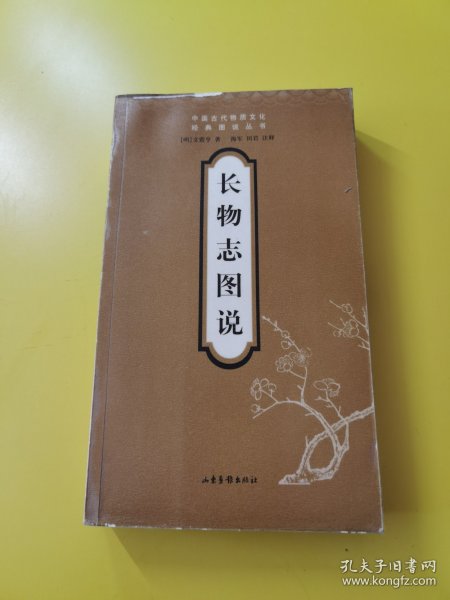 中国古代物质文化
经典图说丛书
[明]文震亨 著 海军 田君 注释
长物志图说
山东画报出版社
孔夫子旧书网
www.kongfz.com